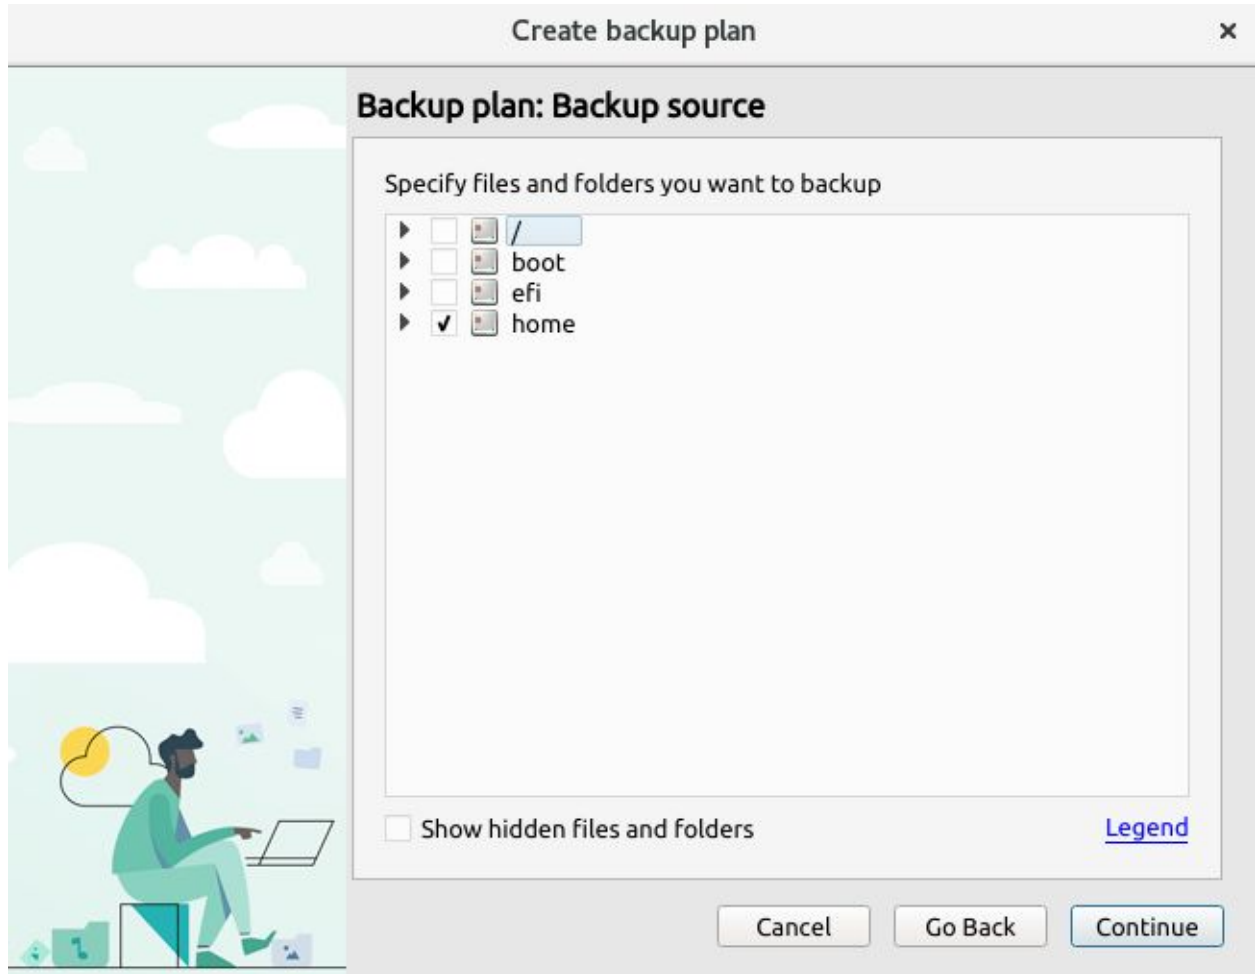 Create backup plan
Backup plan: Backup source
Specify files and folders you want to backup
/
boot
efi
home
Show hidden files and folders
Legend
Cancel
Go Back
Continue